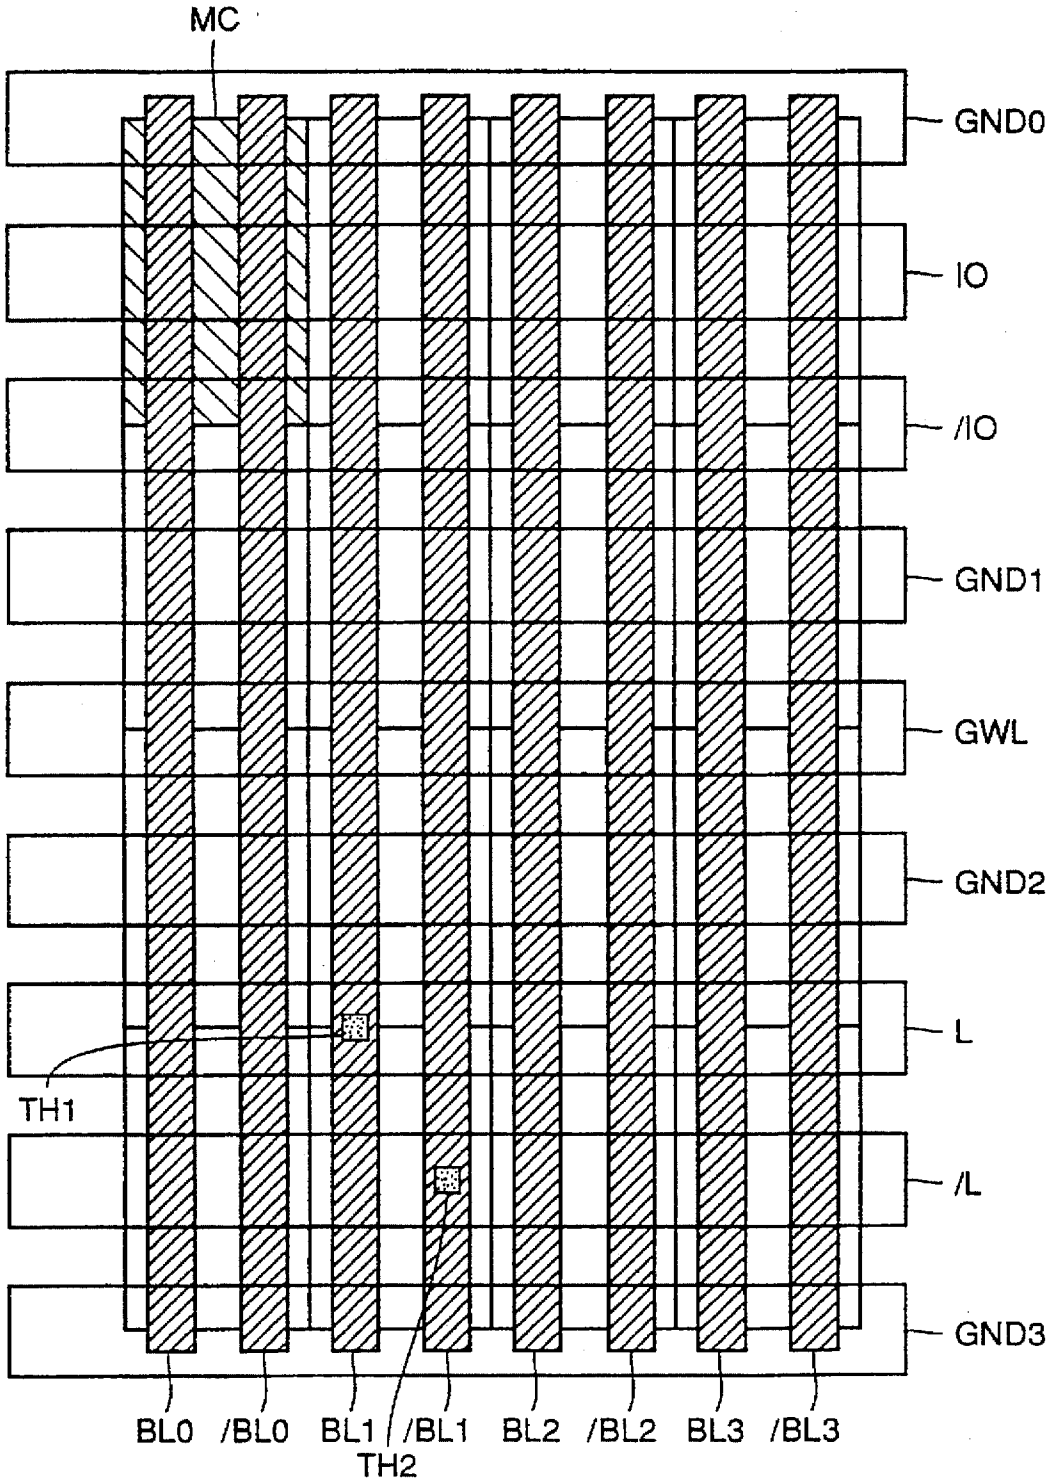 MC
GND0
IO
/IO
GND1
GWL
GND2
L
TH1
/L
GND3
BL0 /BL0 BL1 /BL1 BL2 /BL2 BL3 /BL3
TH2